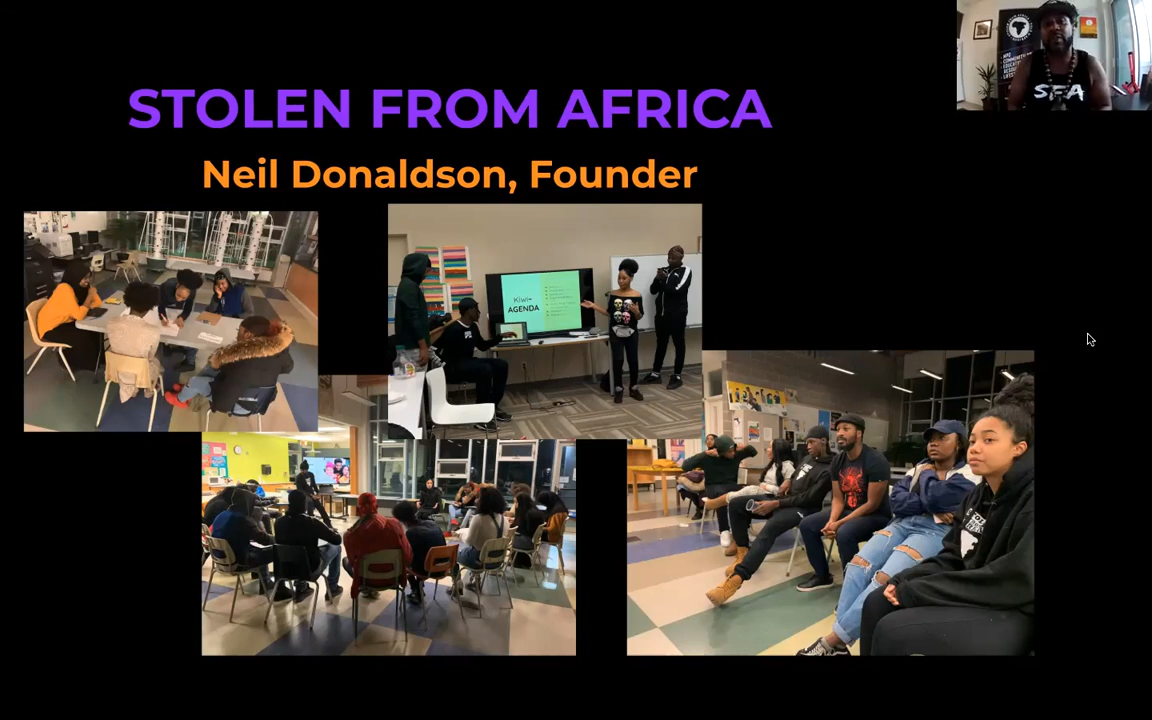 STOLEN FROM AFRICA
Neil Donaldson, Founder
SFA
Kiwi
AGENDA